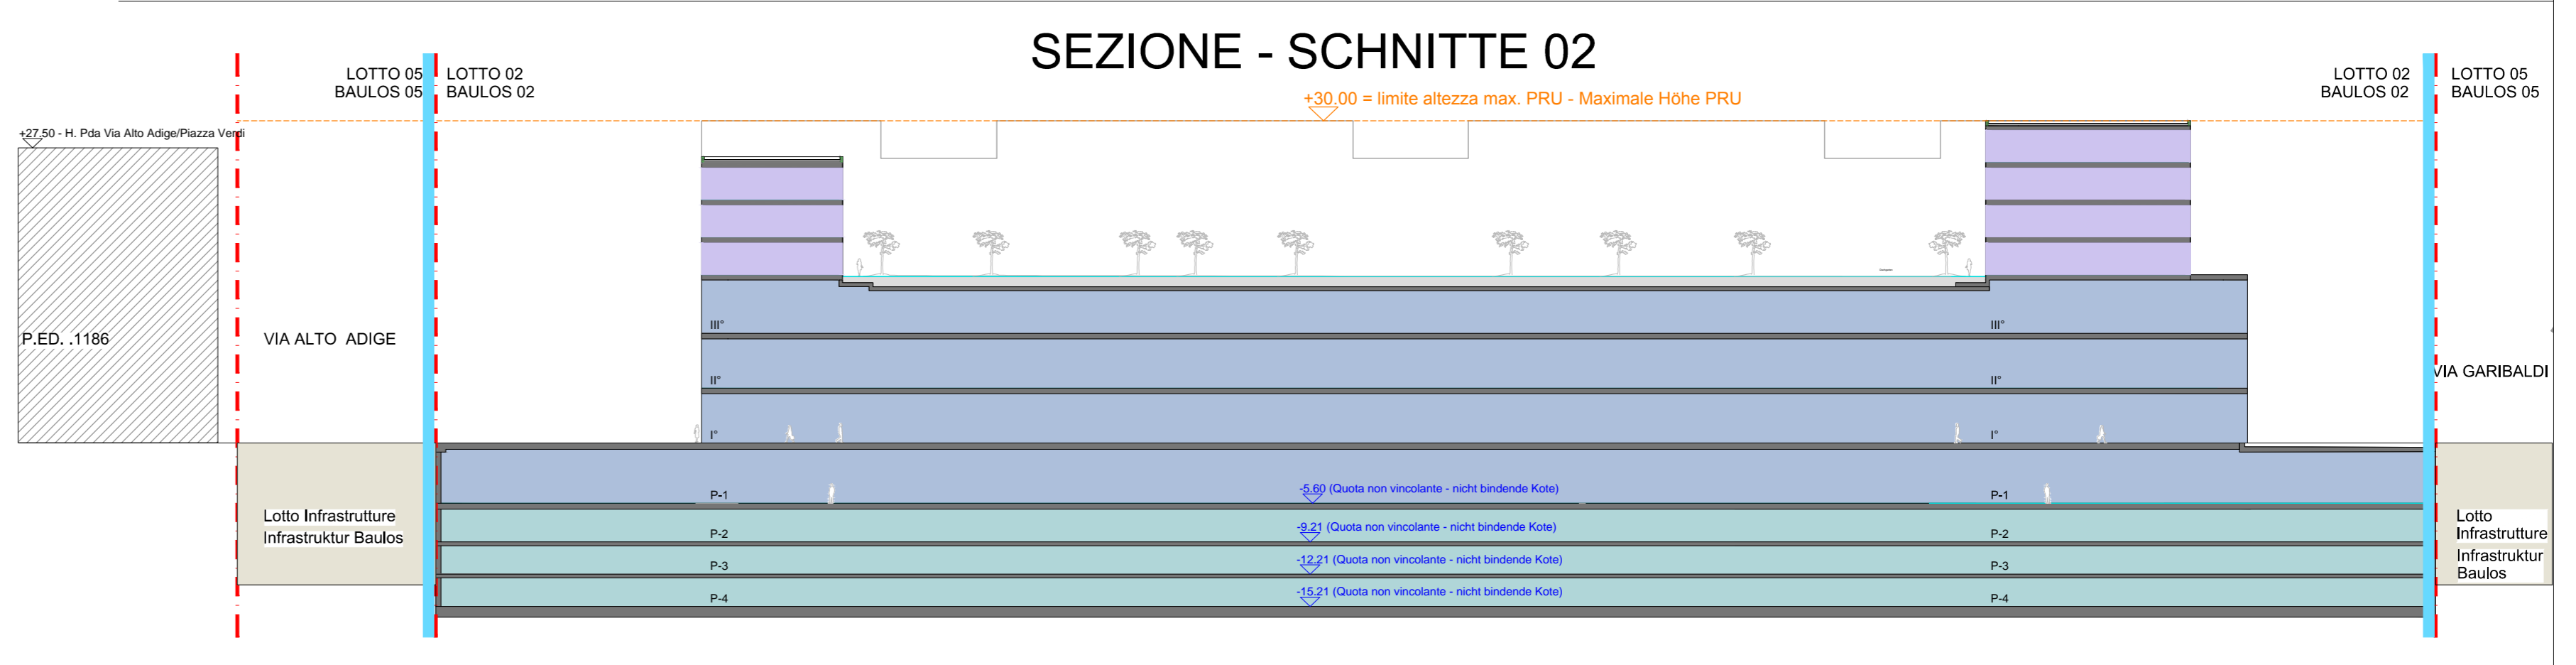 SEZIONE - SCHNITTE 02
LOTTO 05
BAULOS 05
LOTTO 02
BAULOS 02
+30.00 = limite altezza max. PRU - Maximale Höhe PRU
LOTTO 02
BAULOS 02
LOTTO 05
BAULOS 05
+27.50 - H. Pda Via Alto Adige/Piazza Verdi
P.ED. .1186
VIA ALTO ADIGE
III°
III°
II°
II°
VIA GARIBALDI
I°
I°
P-1
-5.60 (Quota non vincolante - nicht bindende Kote)
P-1
Lotto Infrastrutture
Infrastruktur Baulos
P-2
-9.21 (Quota non vincolante - nicht bindende Kote)
P-2
Lotto
Infrastrutture
Infrastruktur
Baulos
P-3
-12.21 (Quota non vincolante - nicht bindende Kote)
P-3
P-4
-15.21 (Quota non vincolante - nicht bindende Kote)
P-4